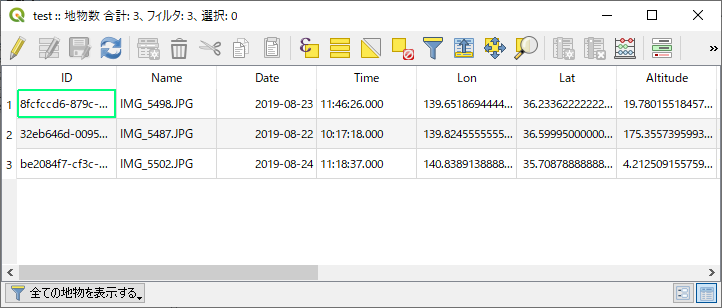 test :: 地物数 合計: 3、フィルタ: 3、選択: 0
ID Name Date Time Lon Lat Altitude
1 8fcfccd6-879c-... IMG_5498.JPG 2019-08-23 11:46:26.000 139.6518694444... 36.23362222222... 19.78015518457...
2 32eb646d-0095... IMG_5487.JPG 2019-08-22 10:17:18.000 139.8245555555... 36.59995000000... 175.3557395993...
3 be2084f7-cf3c-... IMG_5502.JPG 2019-08-24 11:18:37.000 140.8389138888... 35.70878888888... 4.212509155759...
全ての地物を表示する